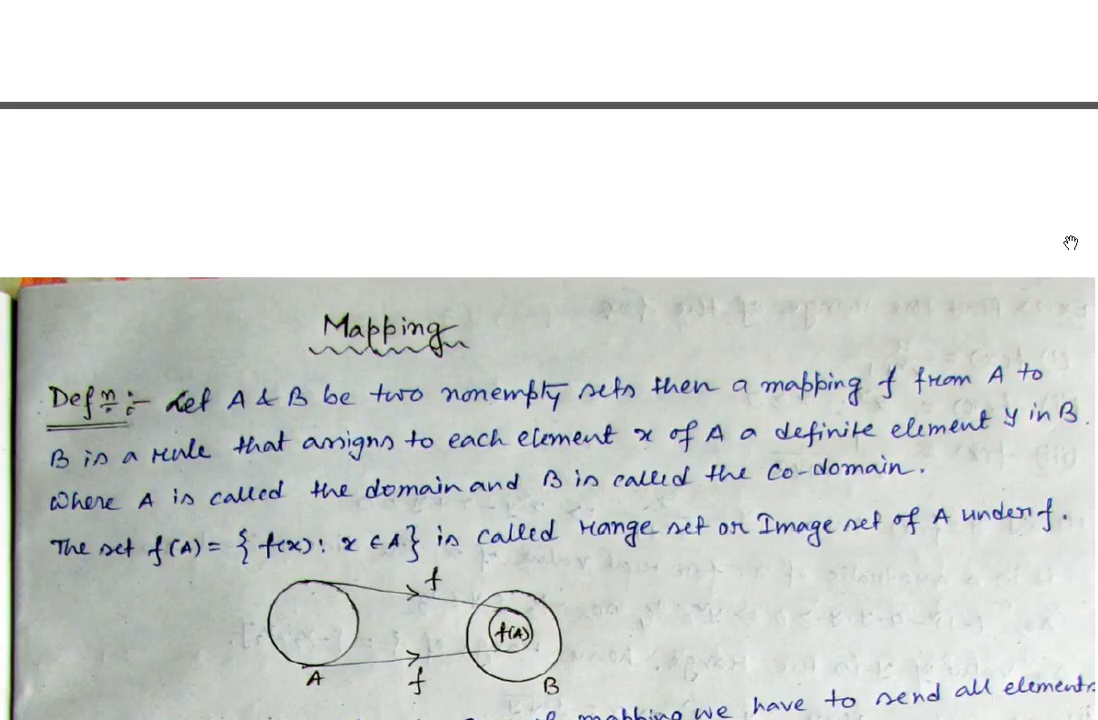 Mapping
Defn:- Let A & B be two nonempty sets then a mapping f from A to
B is a rule that assigns to each element x of A a definite element y in B.
Where A is called the domain and B is called the co-domain.
The set f(A) = { f(x): x ∈ A} is called range set or Image set of A under f.
f
f(A)
A
f
B
mapping we have to send all elements